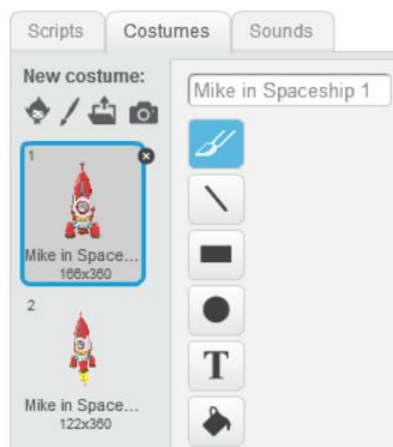 Scripts Costumes Sounds
New costume:
Mike in Spaceship 1
1
Mike in Space...
166x360
T
2
Mike in Space...
122x360